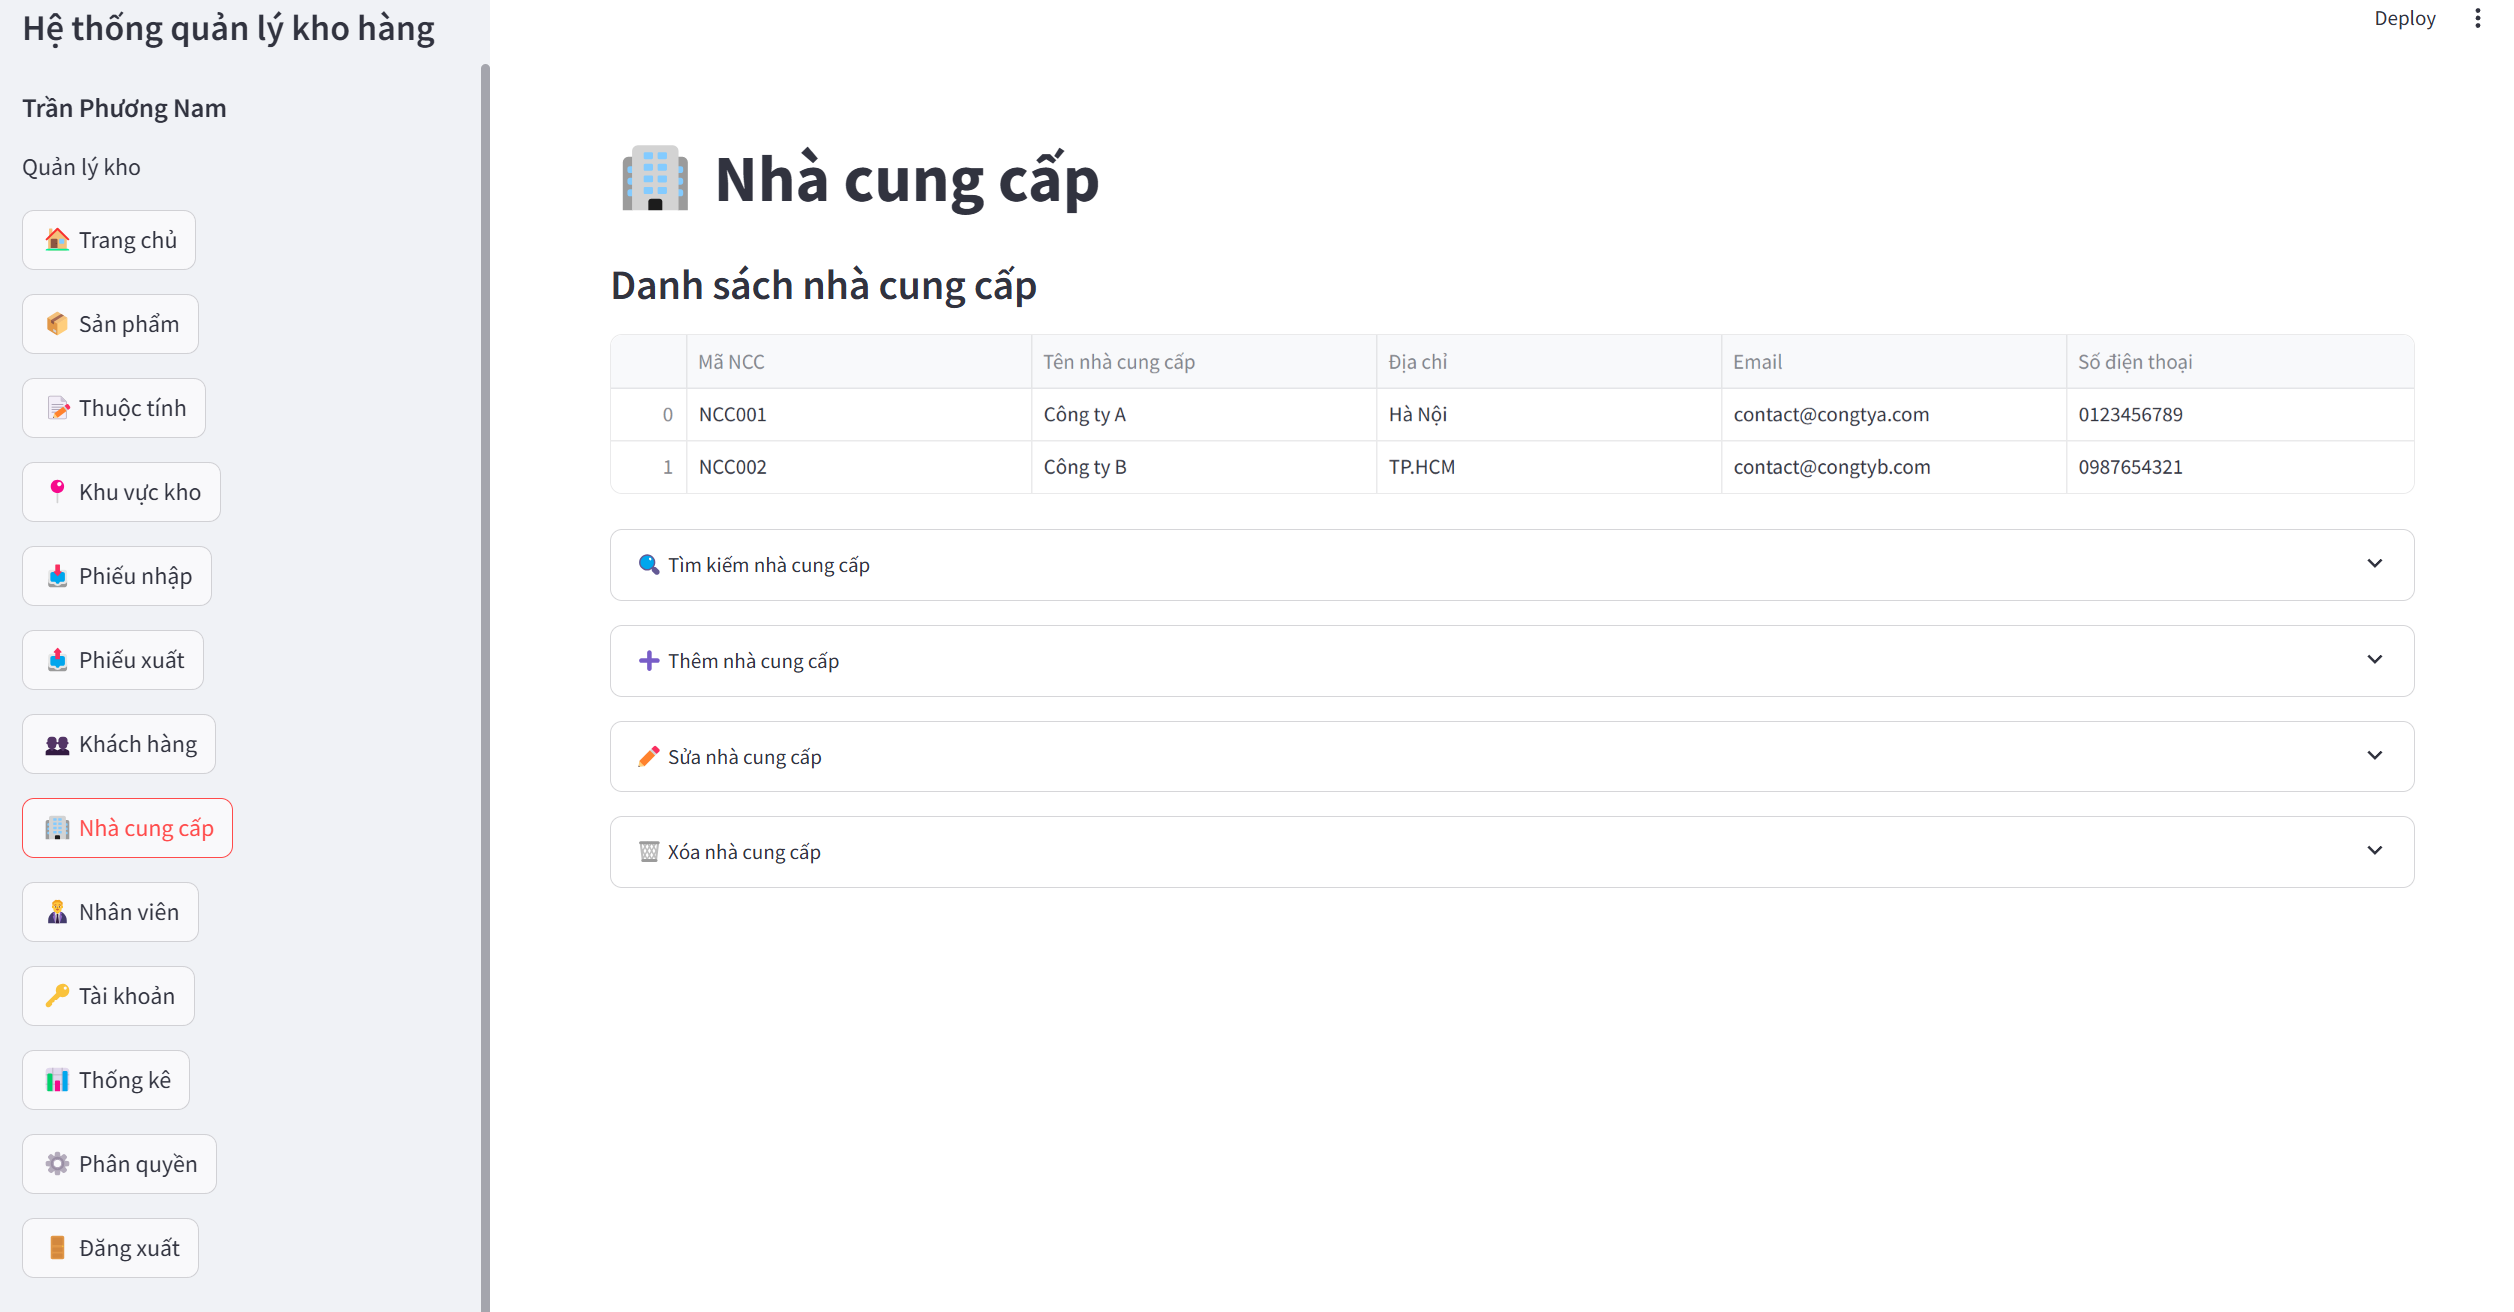 Hệ thống quản lý kho hàng
Trần Phương Nam
Quản lý kho
Trang chủ
Sản phẩm
Thuộc tính
Khu vực kho
Phiếu nhập
Phiếu xuất
Khách hàng
Nhà cung cấp
Nhân viên
Tài khoản
Thống kê
Phân quyền
Đăng xuất
Deploy
Nhà cung cấp
Danh sách nhà cung cấp
Mã NCC Tên nhà cung cấp Địa chỉ Email Số điện thoại
0 NCC001 Công ty A Hà Nội contact@congtya.com 0123456789
1 NCC002 Công ty B TP.HCM contact@congtyb.com 0987654321
Tìm kiếm nhà cung cấp
Thêm nhà cung cấp
Sửa nhà cung cấp
Xóa nhà cung cấp